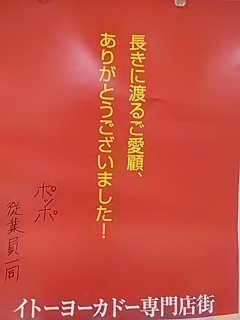 長きに渡るご愛顧、
ありがとうございました！
ポッポ
従業員一同
イトーヨーカドー専門店街